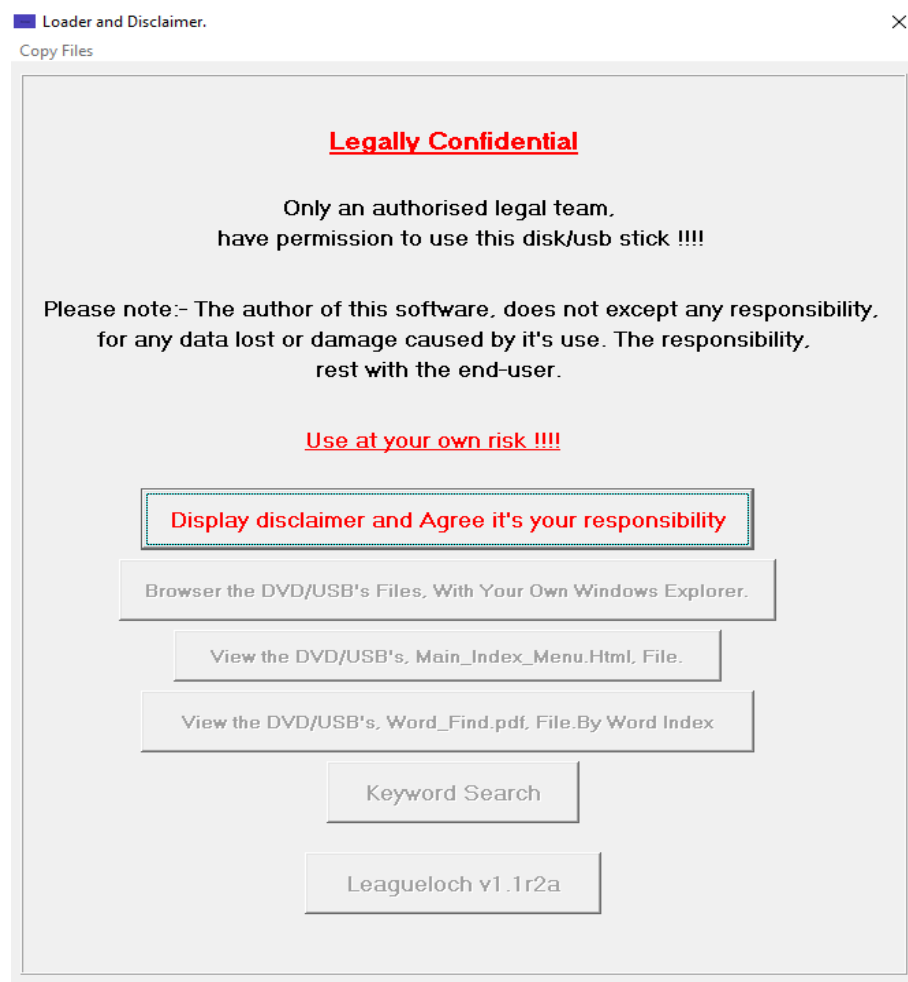 Loader and Disclaimer.
Copy Files
Legally Confidential
Only an authorised legal team,
have permission to use this disk/usb stick !!!!
Please note:- The author of this software, does not except any responsibility,
for any data lost or damage caused by it's use. The responsibility,
rest with the end-user.
Use at your own risk !!!!
Display disclaimer and Agree it's your responsibility
Browser the DVD/USB's Files, With Your Own Windows Explorer.
View the DVD/USB's, Main_Index_Menu.Html, File.
View the DVD/USB's, Word_Find.pdf, File.By Word Index
Keyword Search
Leagueloch v1.1r2a